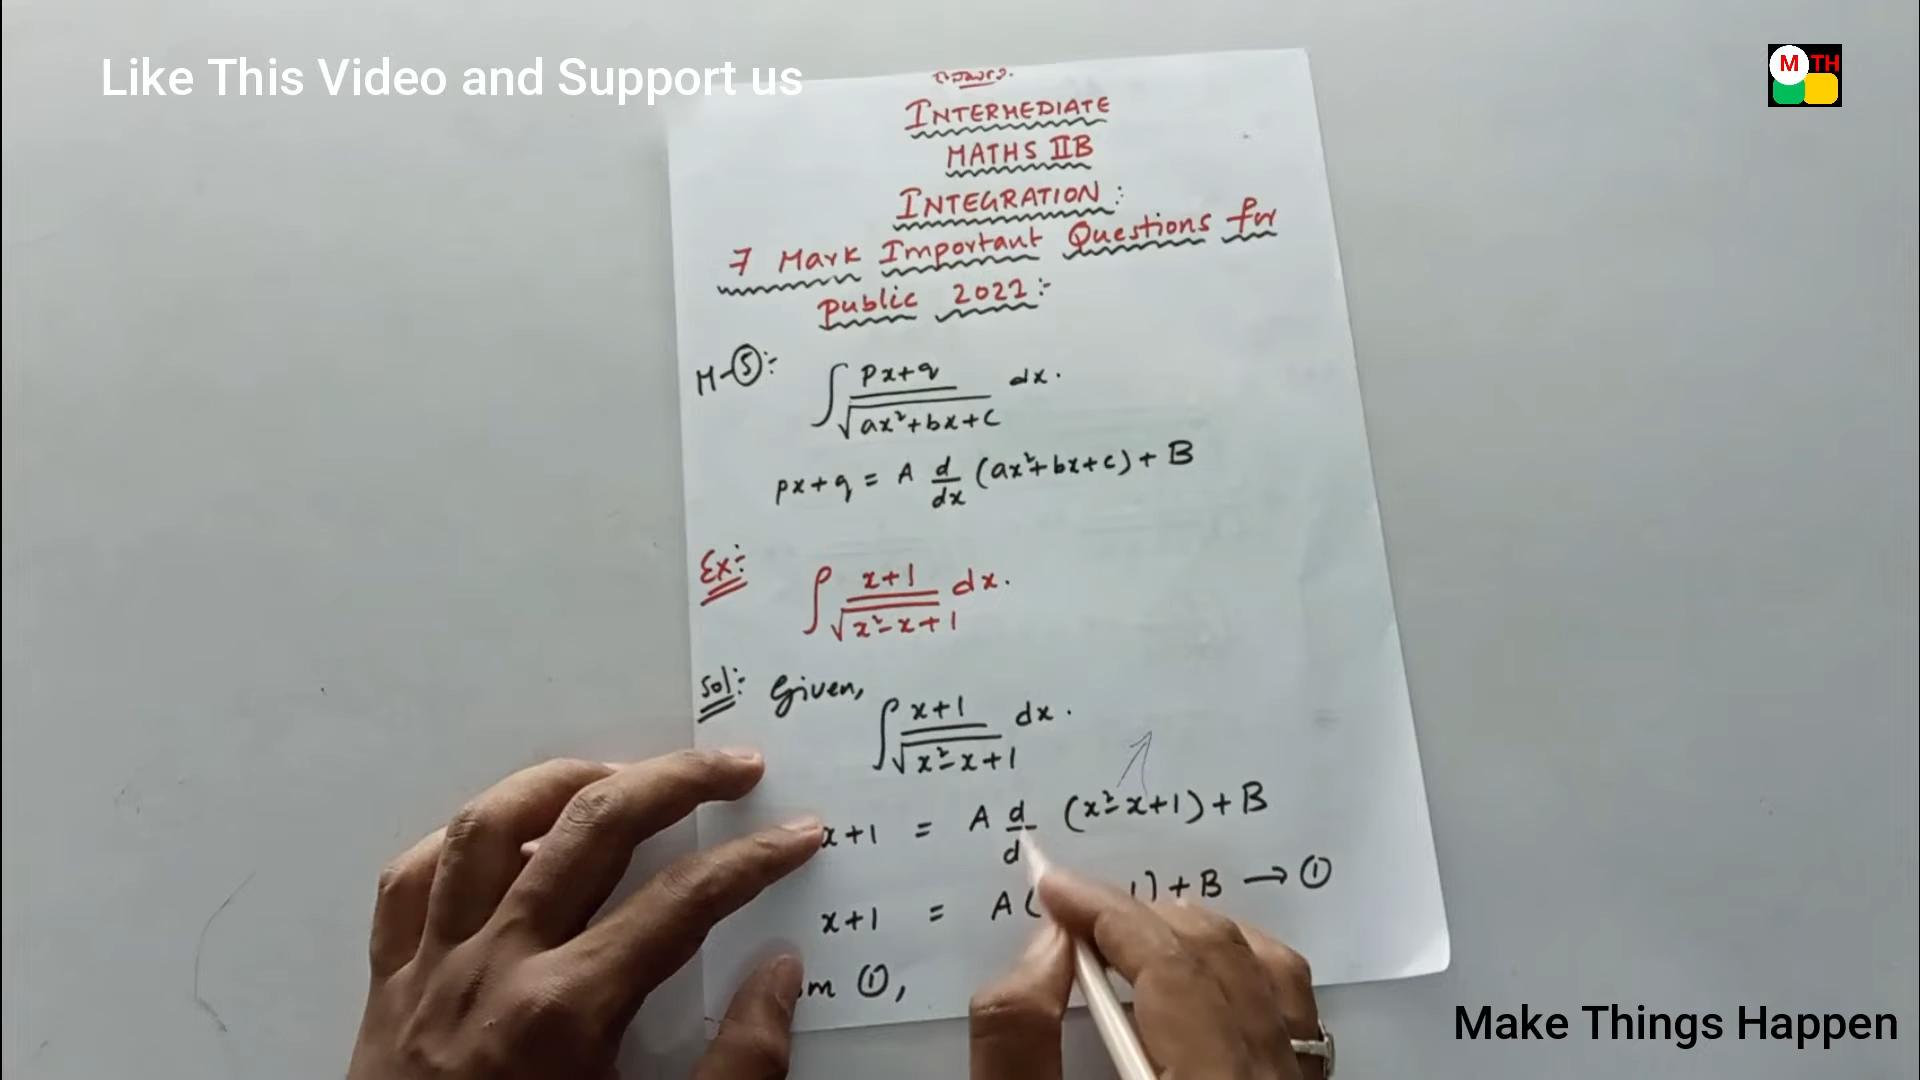 Like This Video and Support us
M TH
INTERMEDIATE
MATHS IIB
INTEGRATION :
7 Mark Important Questions for
public 2022:-
M-⑤:-
∫ px+q / √ax²+bx+c dx.
px+q = A d/dx (ax²+bx+c) + B
Ex:-
∫ x+1 / √x²-x+1 dx.
Sol:- Given,
∫ x+1 / √x²-x+1 dx.
x+1 = A d/d (x²-x+1) + B
x+1 = A( 1) + B → ①
m ①,
Make Things Happen